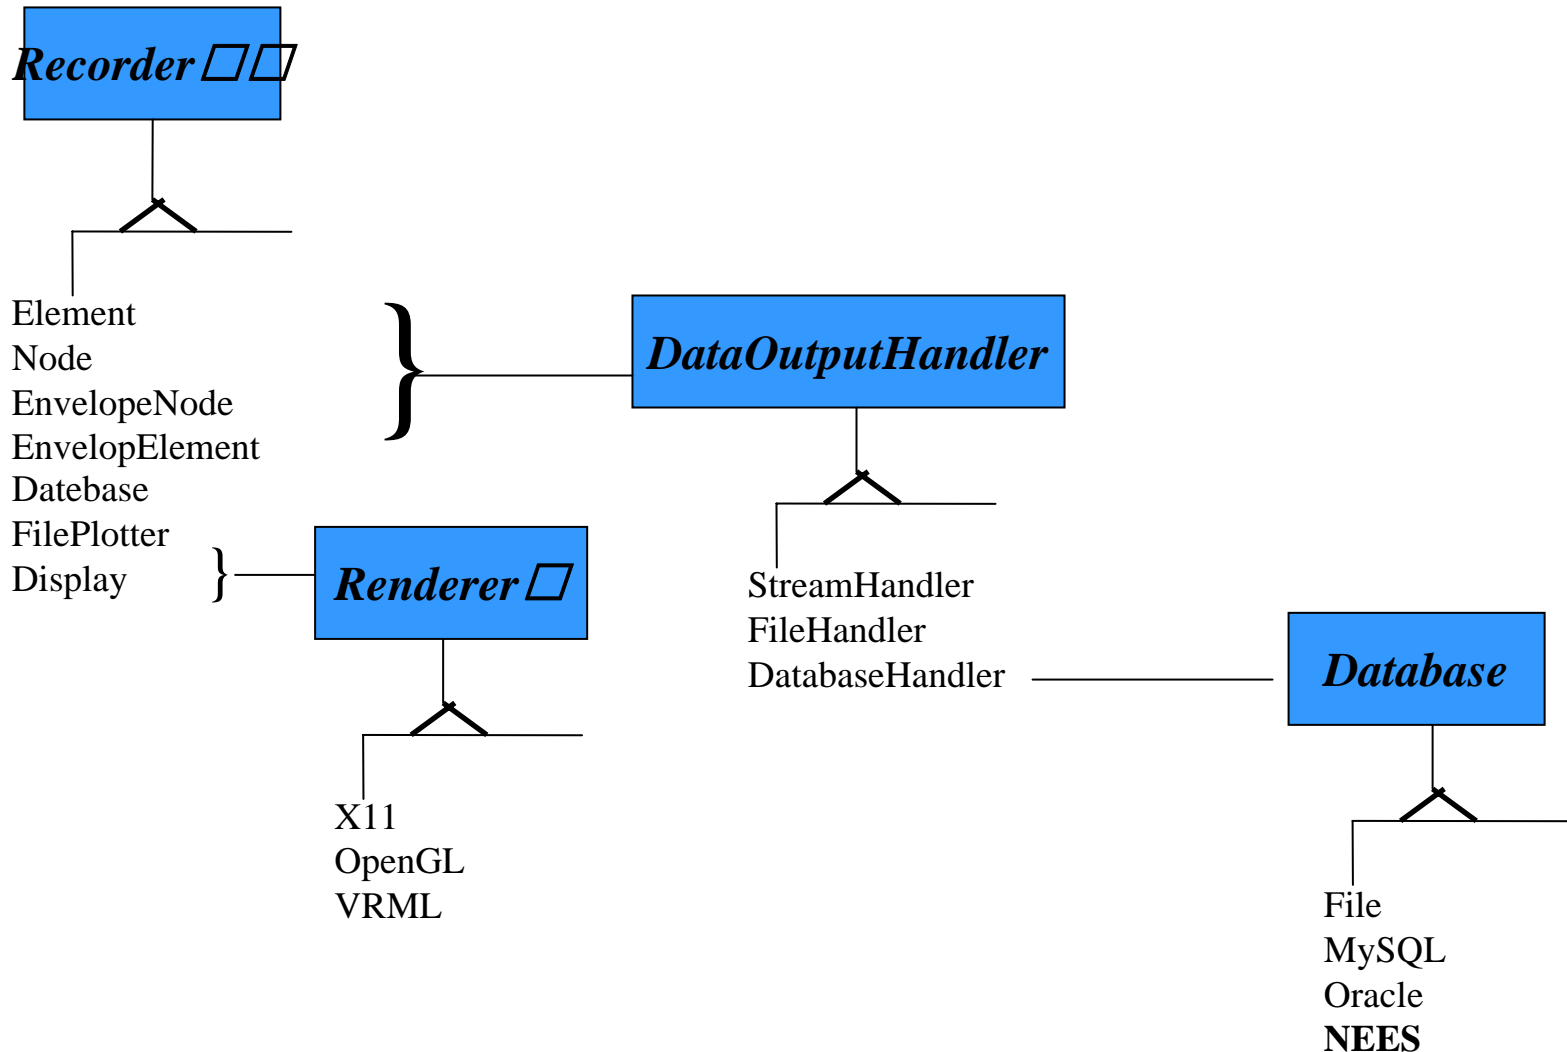 Recorder
Element
Node
EnvelopeNode
EnvelopElement
Datebase
FilePlotter
Display
}
}
DataOutputHandler
Renderer
StreamHandler
FileHandler
DatabaseHandler
X11
OpenGL
VRML
Database
File
MySQL
Oracle
NEES